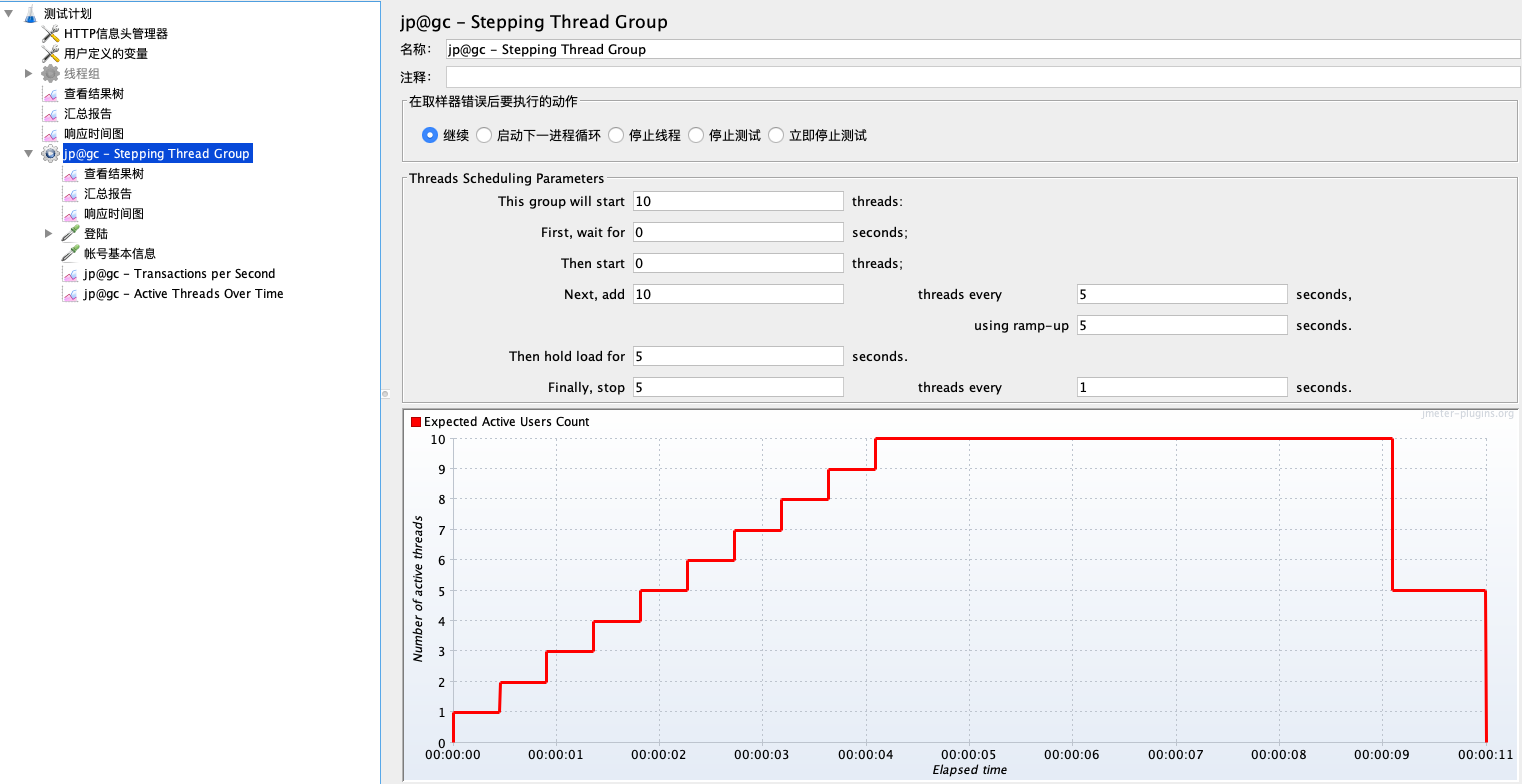 测试计划
HTTP信息头管理器
用户定义的变量
线程组
查看结果树
汇总报告
响应时间图
jp@gc - Stepping Thread Group
查看结果树
汇总报告
响应时间图
登陆
帐号基本信息
jp@gc - Transactions per Second
jp@gc - Active Threads Over Time
jp@gc - Stepping Thread Group
名称： jp@gc - Stepping Thread Group
注释：
在取样器错误后要执行的动作
继续 启动下一进程循环 停止线程 停止测试 立即停止测试
Threads Scheduling Parameters
This group will start 10 threads:
First, wait for 0 seconds;
Then start 0 threads;
Next, add 10 threads every 5 seconds,
using ramp-up 5 seconds.
Then hold load for 5 seconds.
Finally, stop 5 threads every 1 seconds.
jmeter-plugins.org
Expected Active Users Count
10
9
8
7
6
5
4
3
2
1
0
Number of active threads
00:00:00 00:00:01 00:00:02 00:00:03 00:00:04 00:00:05 00:00:06 00:00:07 00:00:08 00:00:09 00:00:11
Elapsed time